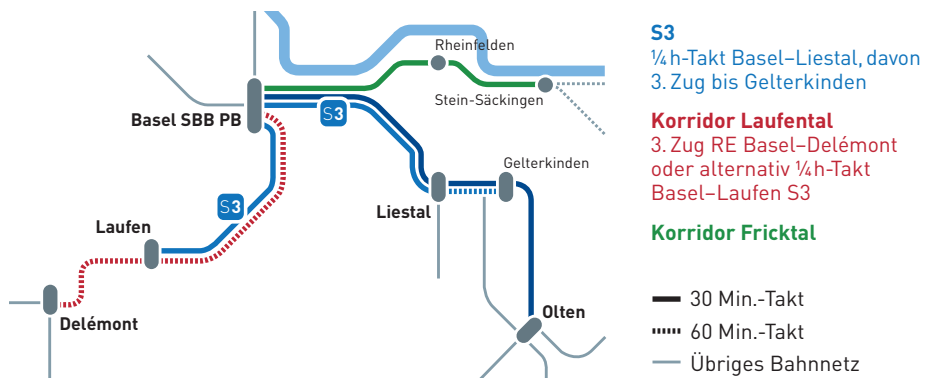 Rheinfelden
Stein-Säckingen
Basel SBB PB
S3
Gelterkinden
Liestal
S3
Laufen
Delémont
Olten
S3
¼h-Takt Basel–Liestal, davon
3. Zug bis Gelterkinden
Korridor Laufental
3. Zug RE Basel–Delémont
oder alternativ ¼h-Takt
Basel–Laufen S3
Korridor Fricktal
30 Min.-Takt
60 Min.-Takt
Übriges Bahnnetz